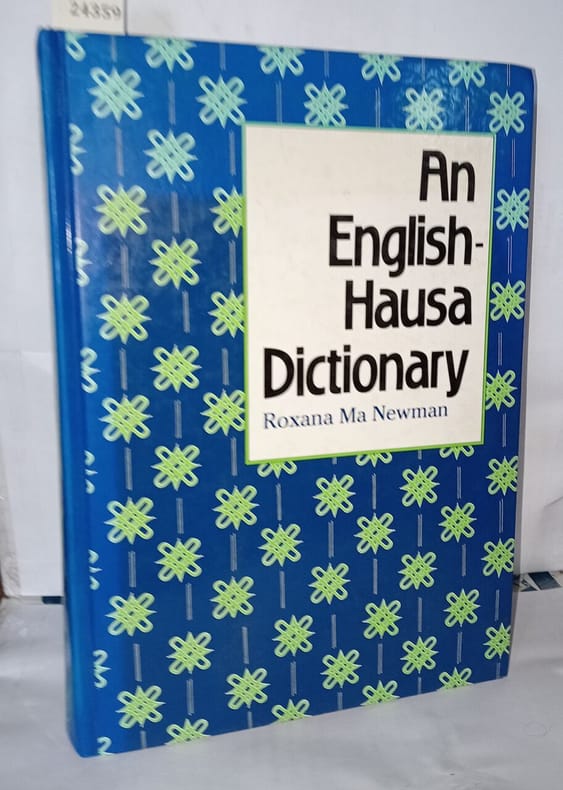 24359
An
English-
Hausa
Dictionary
Roxana Ma Newman